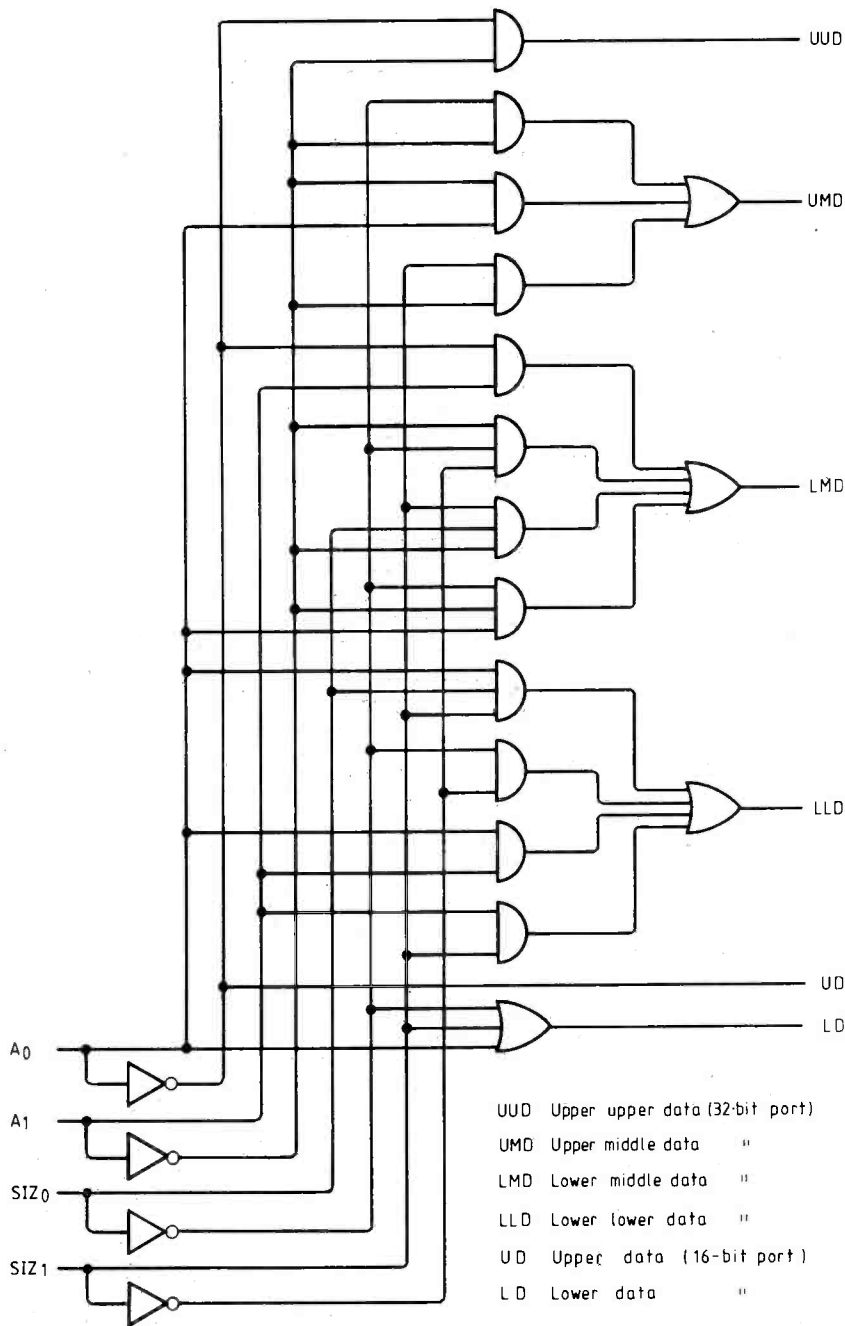 UUD
UMD
LMD
LLD
UD
LD
A0
A1
SIZ0
SIZ1
UUD Upper upper data (32-bit port)
UMD Upper middle data "
LMD Lower middle data "
LLD Lower lower data "
UD Upper data (16-bit port)
LD Lower data "